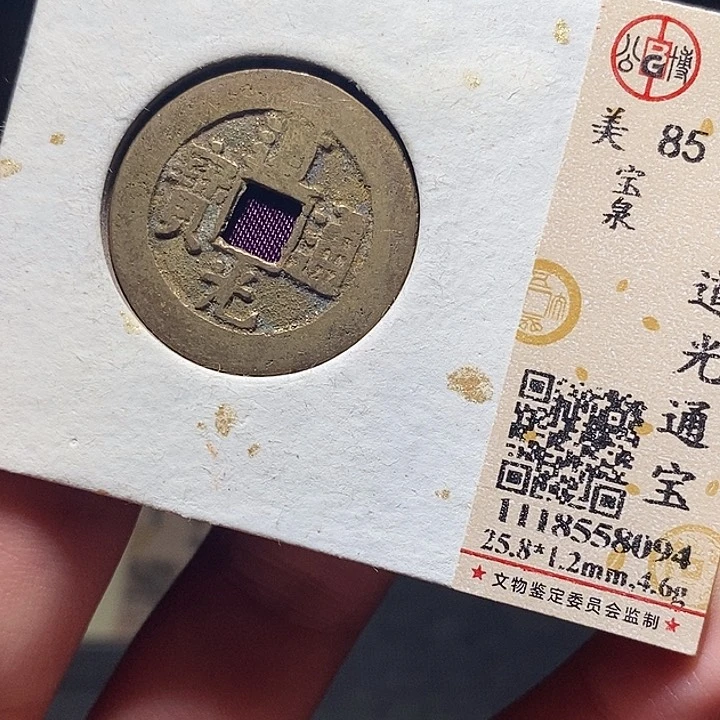 道光通寶
公博
BG
美 85
宝泉
道光通宝
1118558094
25.8*1.2mm,4.6g
★文物鉴定委员会监制★